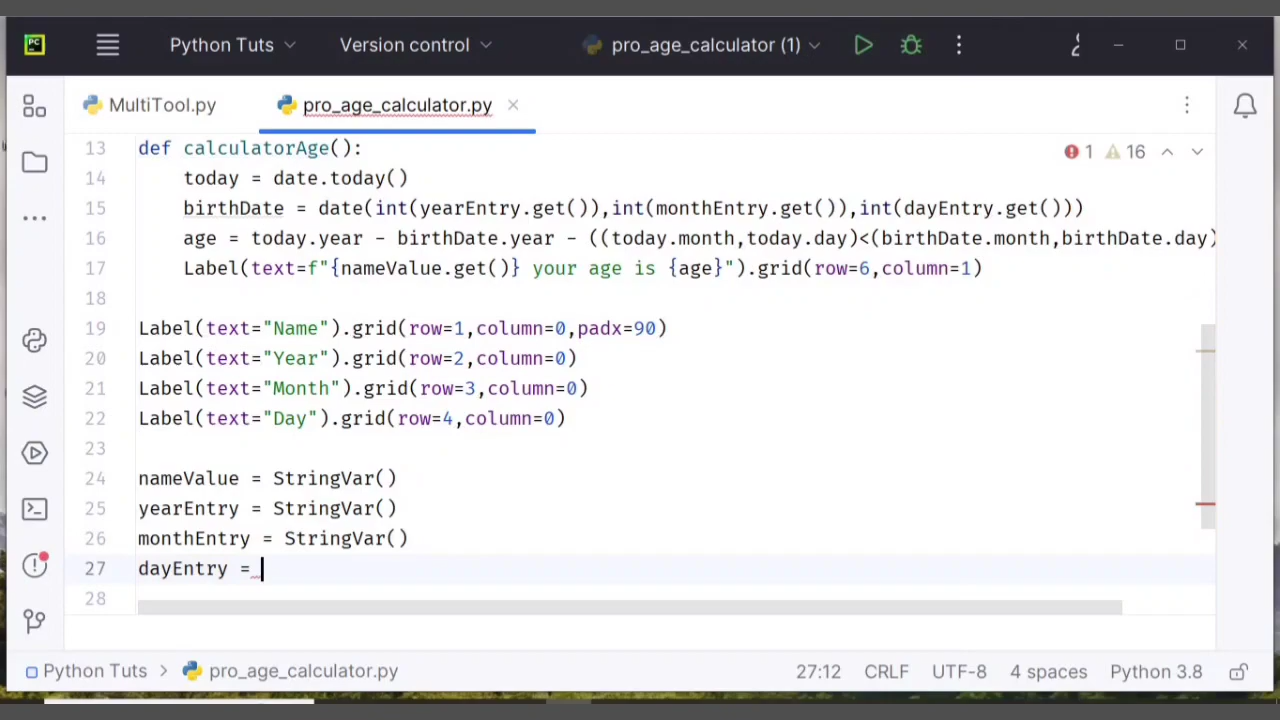 PC Python Tuts Version control pro_age_calculator (1)
MultiTool.py pro_age_calculator.py
13 def calculatorAge(): 1 16
14 today = date.today()
15 birthDate = date(int(yearEntry.get()),int(monthEntry.get()),int(dayEntry.get()))
16 age = today.year - birthDate.year - ((today.month,today.day)<(birthDate.month,birthDate.day)
17 Label(text=f"{nameValue.get()} your age is {age}").grid(row=6,column=1)
18
19 Label(text="Name").grid(row=1,column=0,padx=90)
20 Label(text="Year").grid(row=2,column=0)
21 Label(text="Month").grid(row=3,column=0)
22 Label(text="Day").grid(row=4,column=0)
23
24 nameValue = StringVar()
25 yearEntry = StringVar()
26 monthEntry = StringVar()
27 dayEntry =
28
Python Tuts > pro_age_calculator.py 27:12 CRLF UTF-8 4 spaces Python 3.8